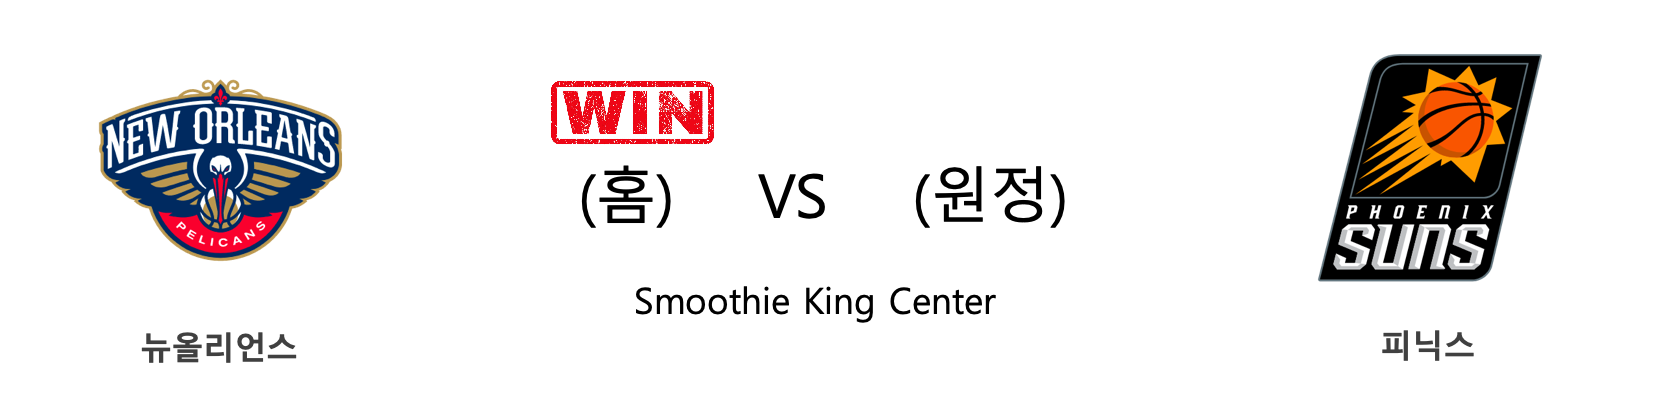 NEW ORLEANS
PELICANS
WIN
(홈) VS (원정)
Smoothie King Center
PHOENIX
SUNS
뉴올리언스
피닉스